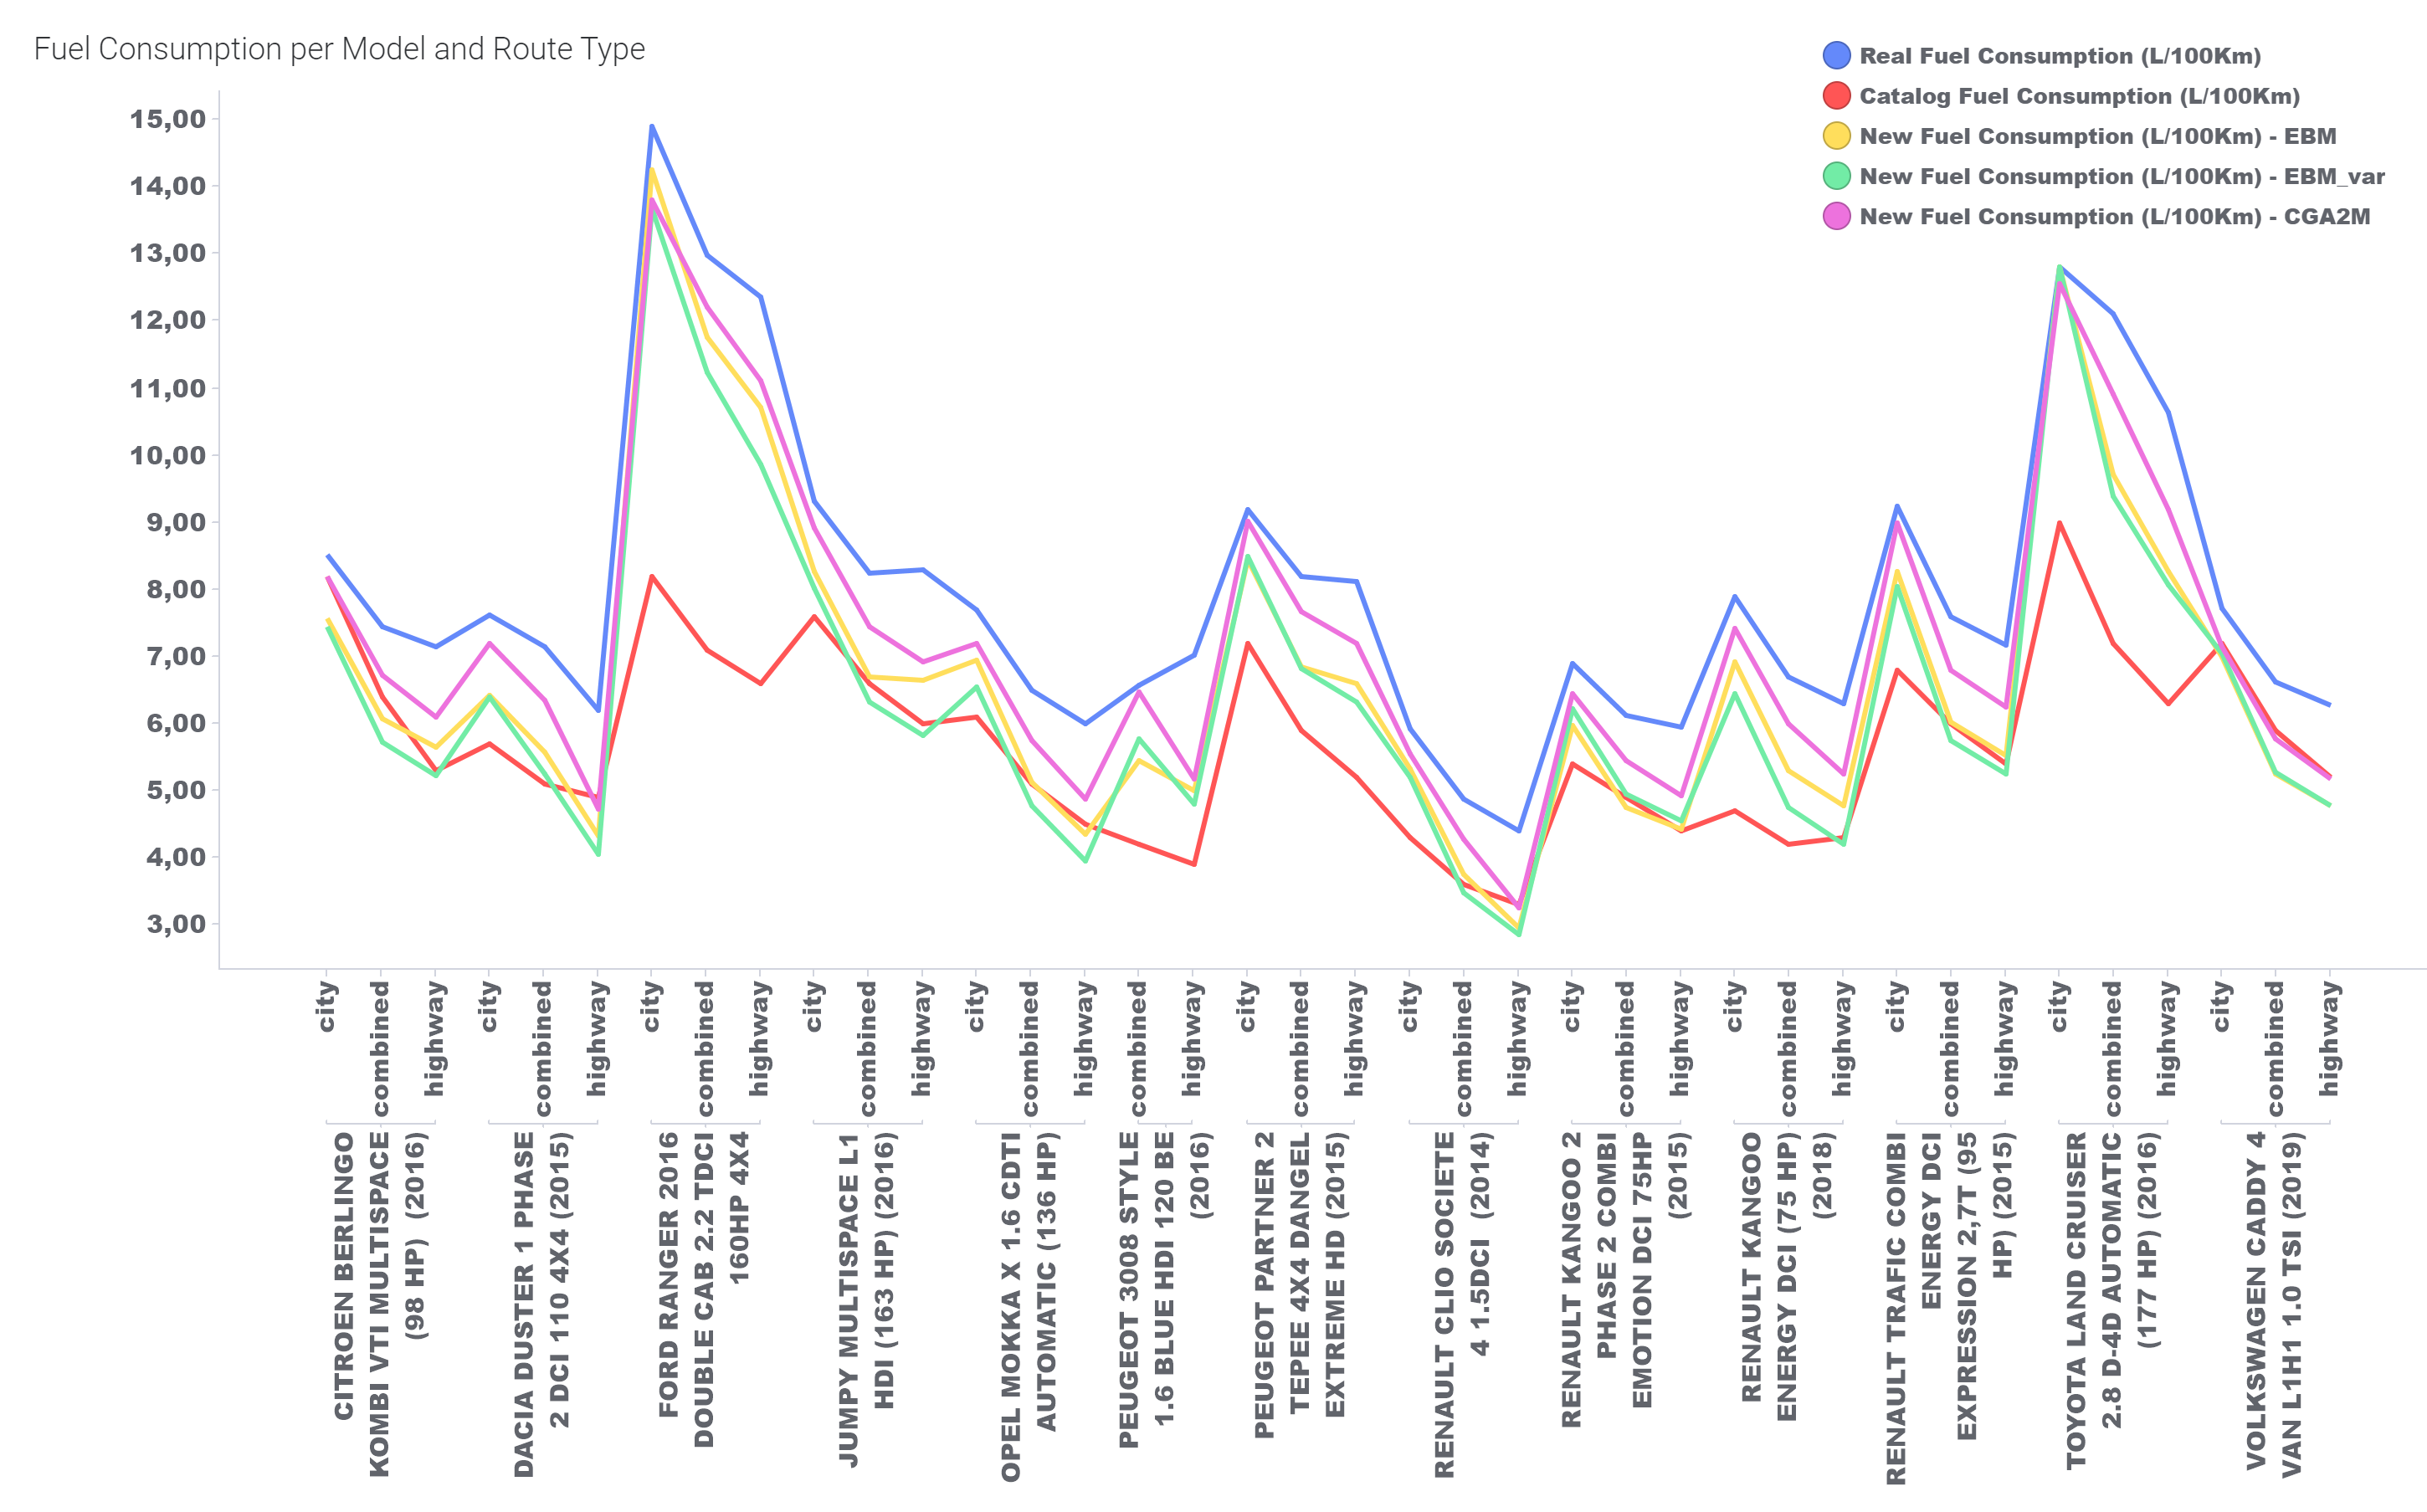 Fuel Consumption per Model and Route Type
Real Fuel Consumption (L/100Km)
Catalog Fuel Consumption (L/100Km)
New Fuel Consumption (L/100Km) - EBM
New Fuel Consumption (L/100Km) - EBM_var
New Fuel Consumption (L/100Km) - CGA2M
15,00
14,00
13,00
12,00
11,00
10,00
9,00
8,00
7,00
6,00
5,00
4,00
3,00
city
combined
highway
city
combined
highway
city
combined
highway
city
combined
highway
city
combined
highway
combined
highway
city
combined
highway
city
combined
highway
city
combined
highway
city
combined
highway
city
combined
highway
city
combined
highway
city
combined
highway
CITROEN BERLINGO
KOMBI VTI MULTISPACE
(98 HP)  (2016)
DACIA DUSTER 1 PHASE
2 DCI 110 4X4 (2015)
FORD RANGER 2016
DOUBLE CAB 2.2 TDCI
160HP 4X4
JUMPY MULTISPACE L1
HDI (163 HP) (2016)
OPEL MOKKA X 1.6 CDTI
AUTOMATIC (136 HP)
PEUGEOT 3008 STYLE
1.6 BLUE HDI 120 BE
(2016)
PEUGEOT PARTNER 2
TEPEE 4X4 DANGEL
EXTREME HD (2015)
RENAULT CLIO SOCIETE
4 1.5DCI  (2014)
RENAULT KANGOO 2
PHASE 2 COMBI
EMOTION DCI 75HP
(2015)
RENAULT KANGOO
ENERGY DCI (75 HP)
(2018)
RENAULT TRAFIC COMBI
ENERGY DCI
EXPRESSION 2,7T (95
HP) (2015)
TOYOTA LAND CRUISER
2.8 D-4D AUTOMATIC
(177 HP) (2016)
VOLKSWAGEN CADDY 4
VAN L1H1 1.0 TSI (2019)